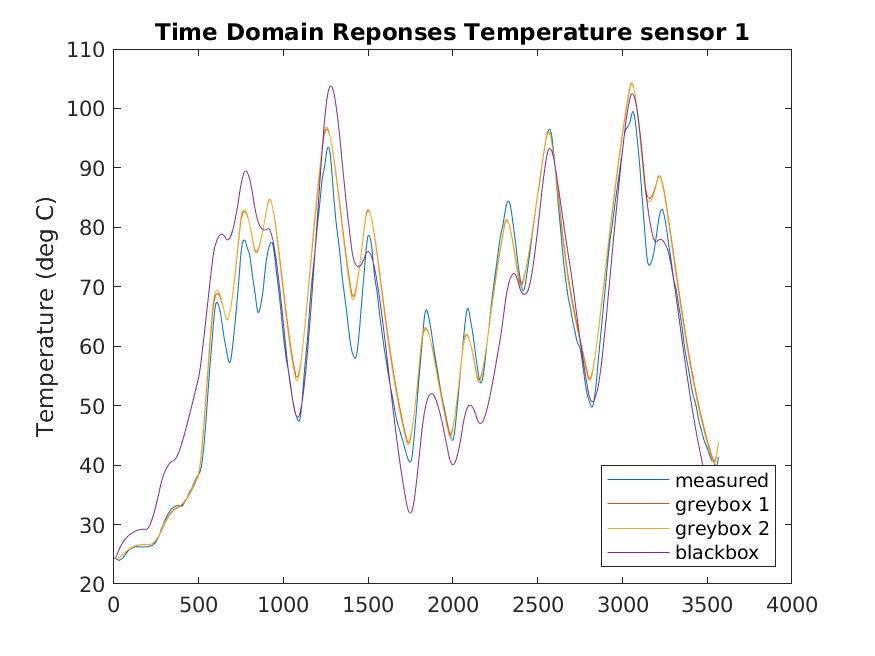 Time Domain Reponses Temperature sensor 1
110
100
90
80
70
60
50
40
30
20
Temperature (deg C)
measured
greybox 1
greybox 2
blackbox
0 500 1000 1500 2000 2500 3000 3500 4000